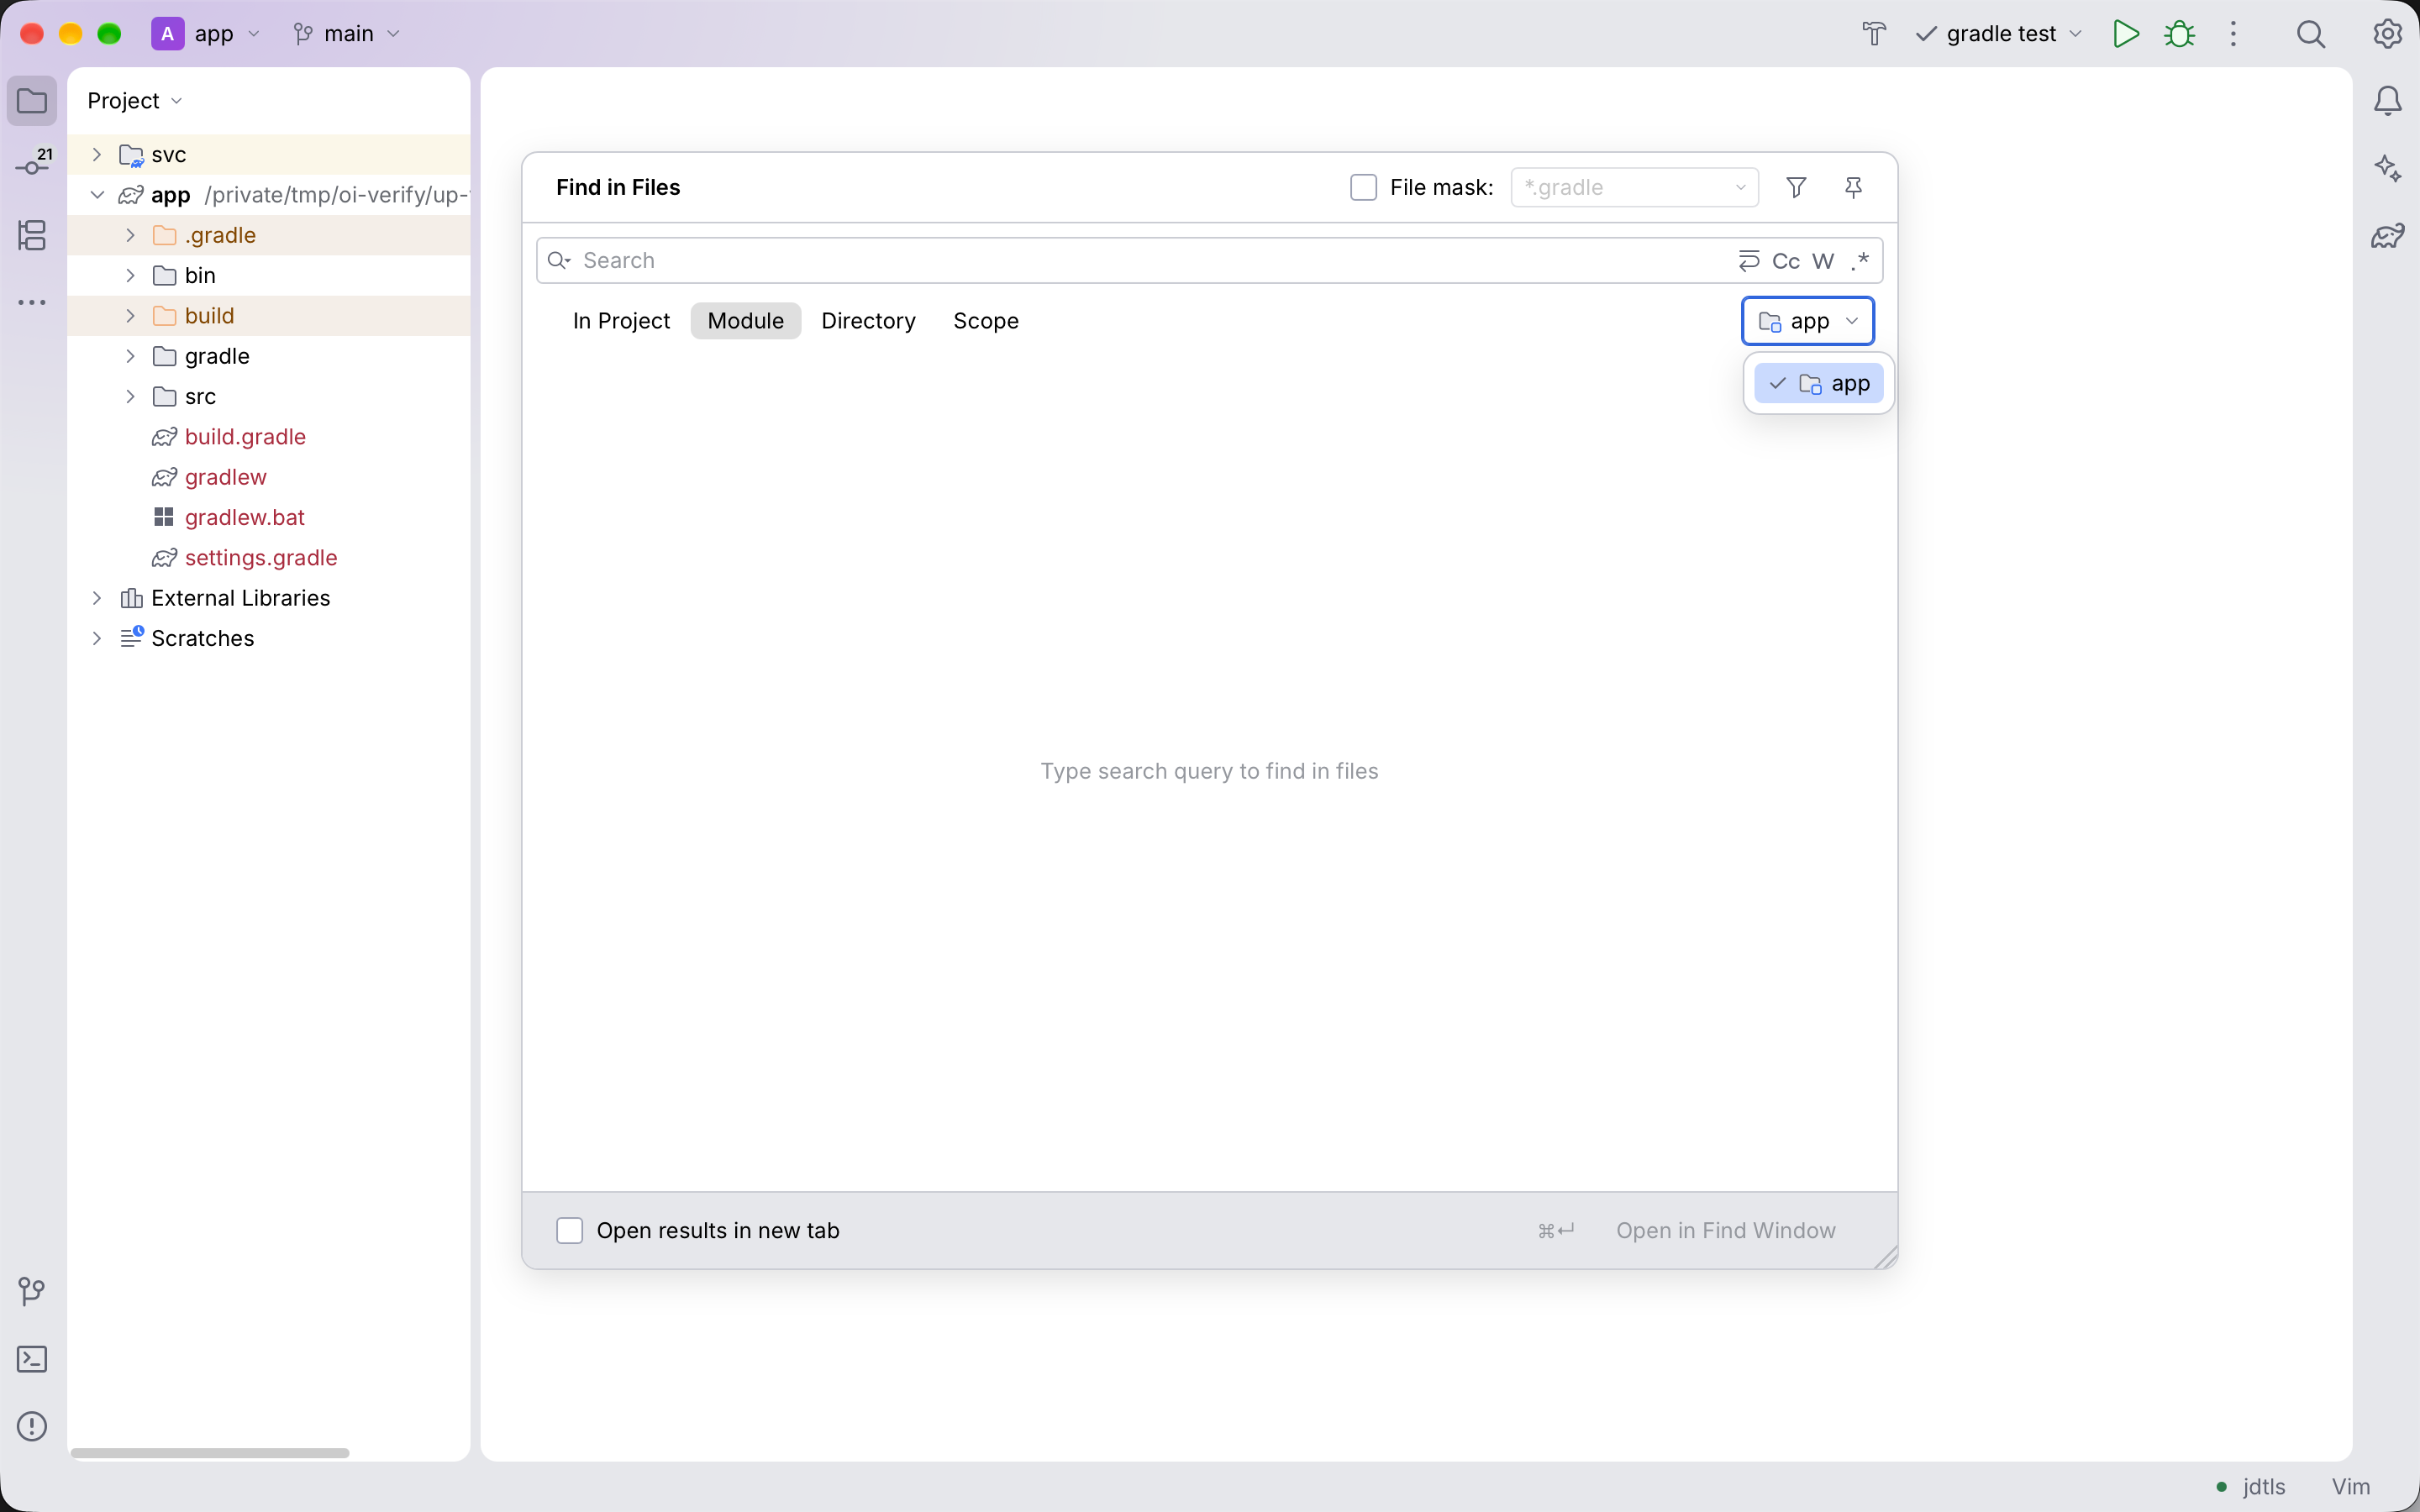 A app main gradle test
Project
21
svc
app /private/tmp/oi-verify/up-
.gradle
bin
build
gradle
src
build.gradle
gradlew
gradlew.bat
settings.gradle
External Libraries
Scratches
Find in Files File mask: *.gradle
Search Cc W .*
In Project Module Directory Scope app
app
Type search query to find in files
Open results in new tab ⌘↵ Open in Find Window
jdtls Vim